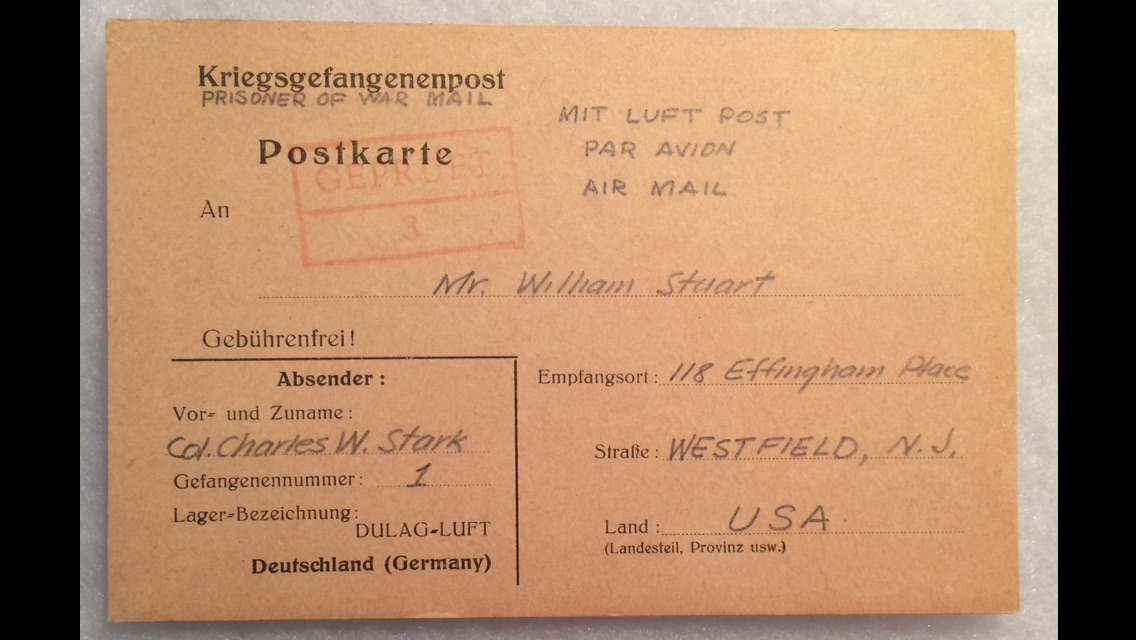 Kriegsgefangenenpost
PRISONER OF WAR MAIL
MIT LUFT POST
Postkarte
PAR AVION
GEPRÜFT
AIR MAIL
An
3
Mr. William Stuart
Gebührenfrei!
Absender:
Vor- und Zuname:
Col. Charles W. Stark
Gefangenennummer: 1
Lager-Bezeichnung:
DULAG-LUFT
Deutschland (Germany)
Empfangsort: 118 Effingham Place
Straße: WESTFIELD, N.J.
Land: USA
(Landesteil, Provinz usw.)